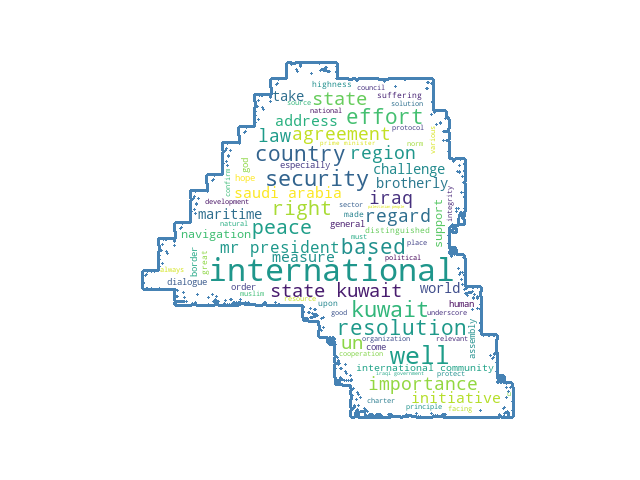 highness
council
take
state
suffering
source
national
solution
address
effort
law
agreement
protocol
prime minister
norm
various
country
region
especially
god
challenge
security
brotherly
hope
confirm
saudi arabia
iraq
integrity
development
sector
right
maritime
made
regard
support
natural
general
distinguished
peace
navigation
must
place
mr president
based
border
great
measure
political
international
always
dialogue
order
state kuwait
world
muslim
resource
upon
kuwait
human
good
underscore
resolution
assembly
un
organization
relevant
come
cooperation
well
international community
iraqi government
protect
importance
charter
initiative
principle
facing